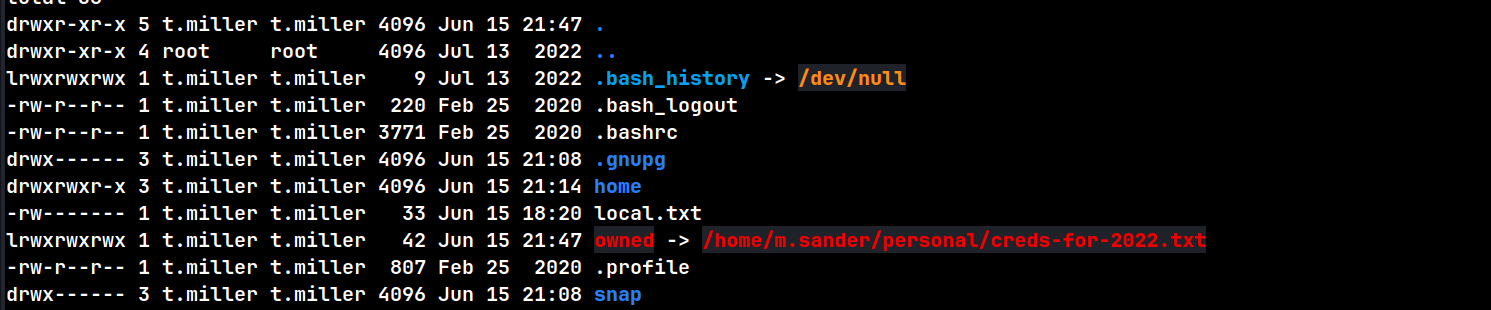 drwxr-xr-x 5 t.miller t.miller 4096 Jun 15 21:47 .
drwxr-xr-x 4 root     root     4096 Jul 13  2022 ..
lrwxrwxrwx 1 t.miller t.miller    9 Jul 13  2022 .bash_history -> /dev/null
-rw-r--r-- 1 t.miller t.miller  220 Feb 25  2020 .bash_logout
-rw-r--r-- 1 t.miller t.miller 3771 Feb 25  2020 .bashrc
drwx------ 3 t.miller t.miller 4096 Jun 15 21:08 .gnupg
drwxrwxr-x 3 t.miller t.miller 4096 Jun 15 21:14 home
-rw------- 1 t.miller t.miller   33 Jun 15 18:20 local.txt
lrwxrwxrwx 1 t.miller t.miller   42 Jun 15 21:47 owned -> /home/m.sander/personal/creds-for-2022.txt
-rw-r--r-- 1 t.miller t.miller  807 Feb 25  2020 .profile
drwx------ 3 t.miller t.miller 4096 Jun 15 21:08 snap